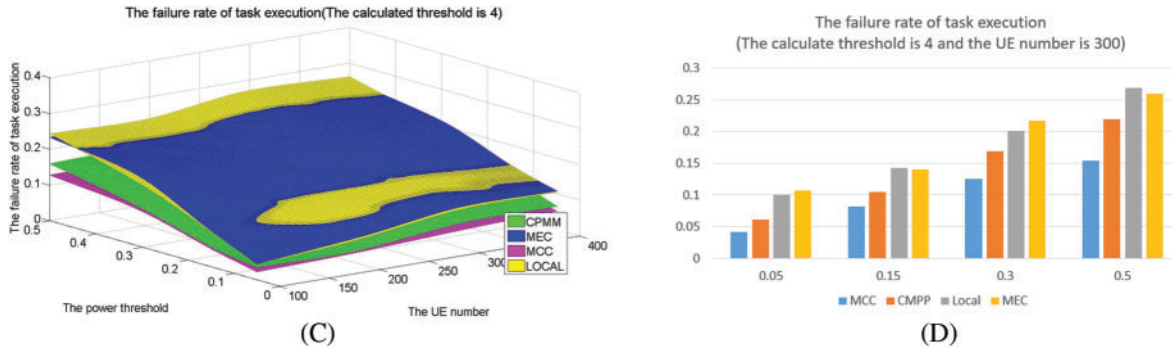 The failure rate of task execution(The calculated threshold is 4)
The failure rate of task execution
0.4
0.3
0.2
0.1
0
0.5
0.4
0.3
0.2
0.1
0
100
150
200
250
300
400
The power threshold
The UE number
CPMM
MEC
MCC
LOCAL
(C)
The failure rate of task execution
(The calculate threshold is 4 and the UE number is 300)
0.3
0.25
0.2
0.15
0.1
0.05
0
0.05 0.15 0.3 0.5
MCC CMPP Local MEC
(D)